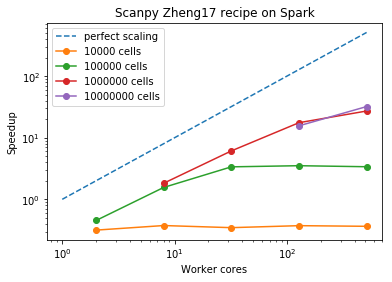 Scanpy Zheng17 recipe on Spark
perfect scaling
10000 cells
100000 cells
1000000 cells
10000000 cells
Speedup
10²
10¹
10⁰
10⁰ 10¹ 10²
Worker cores